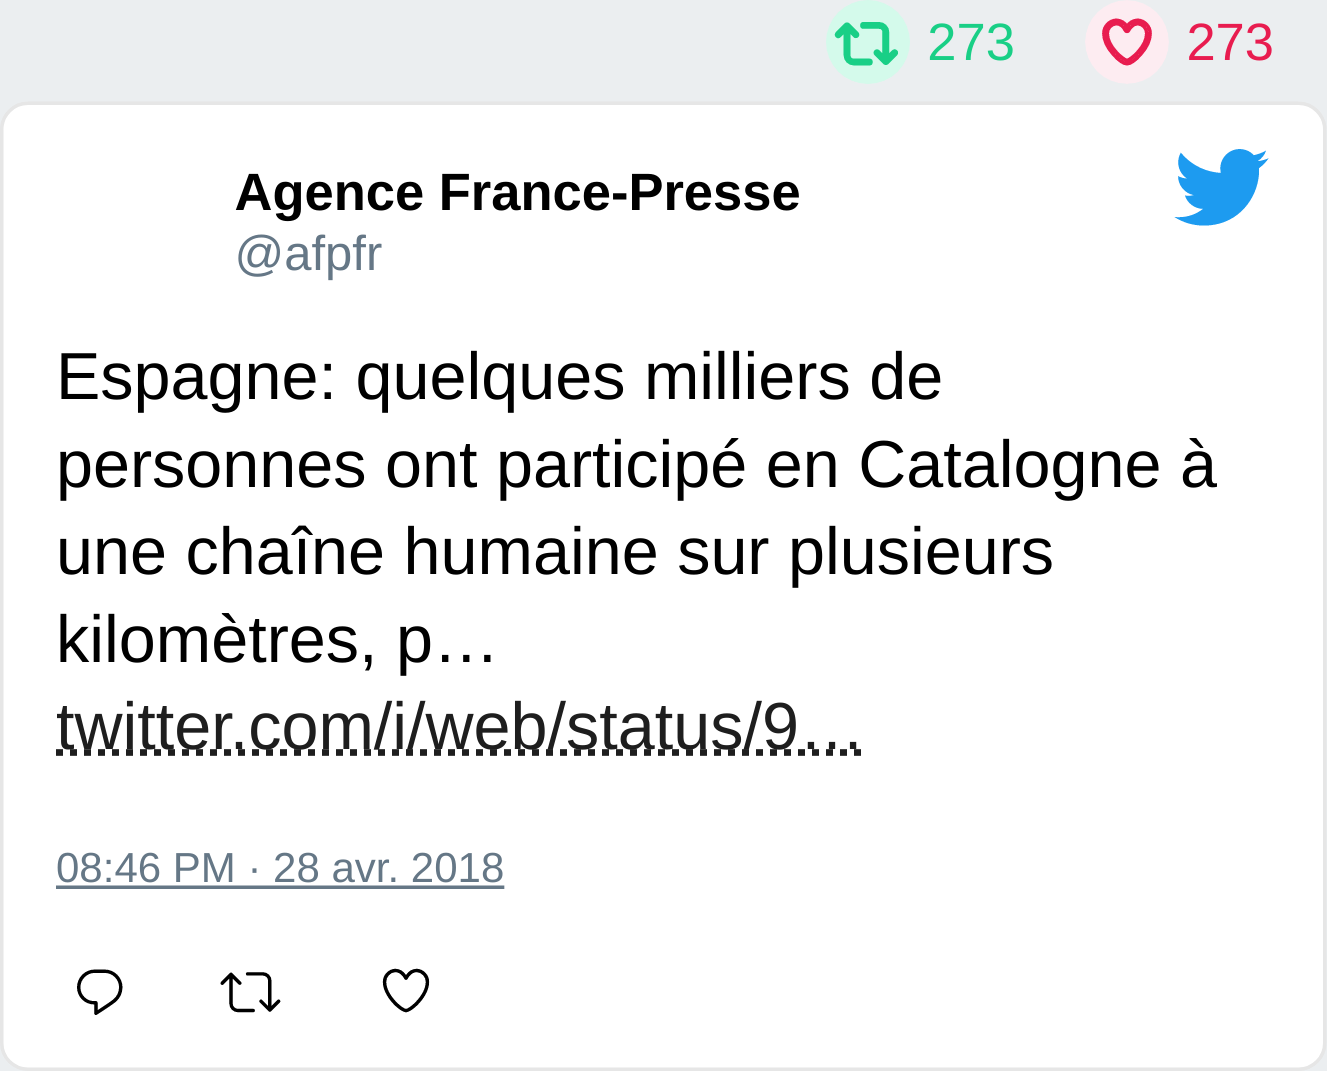 273 273
Agence France-Presse
@afpfr
Espagne: quelques milliers de
personnes ont participé en Catalogne à
une chaîne humaine sur plusieurs
kilomètres, p…
twitter.com/i/web/status/9…
08:46 PM · 28 avr. 2018